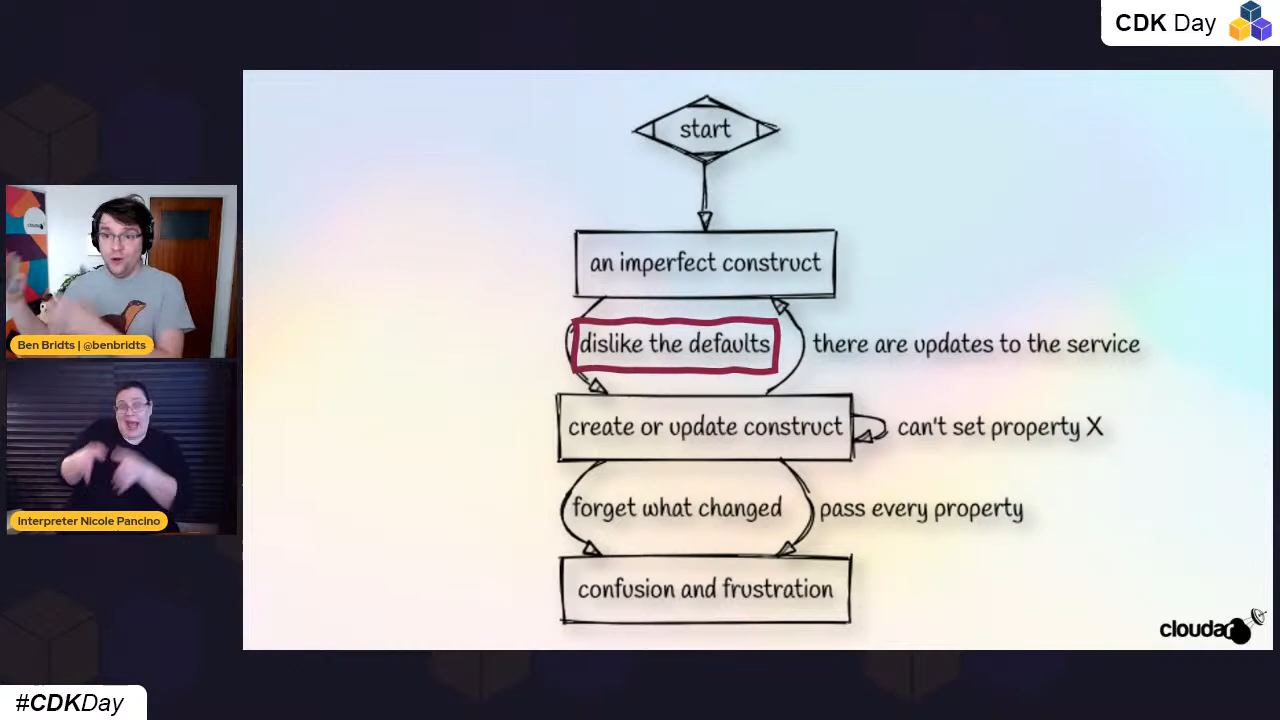 CDK Day
start
an imperfect construct
dislike the defaults
there are updates to the service
create or update construct
can't set property X
forget what changed
pass every property
confusion and frustration
cloudar
Ben Bridts | @benbridts
Interpreter Nicole Pancino
#CDKDay